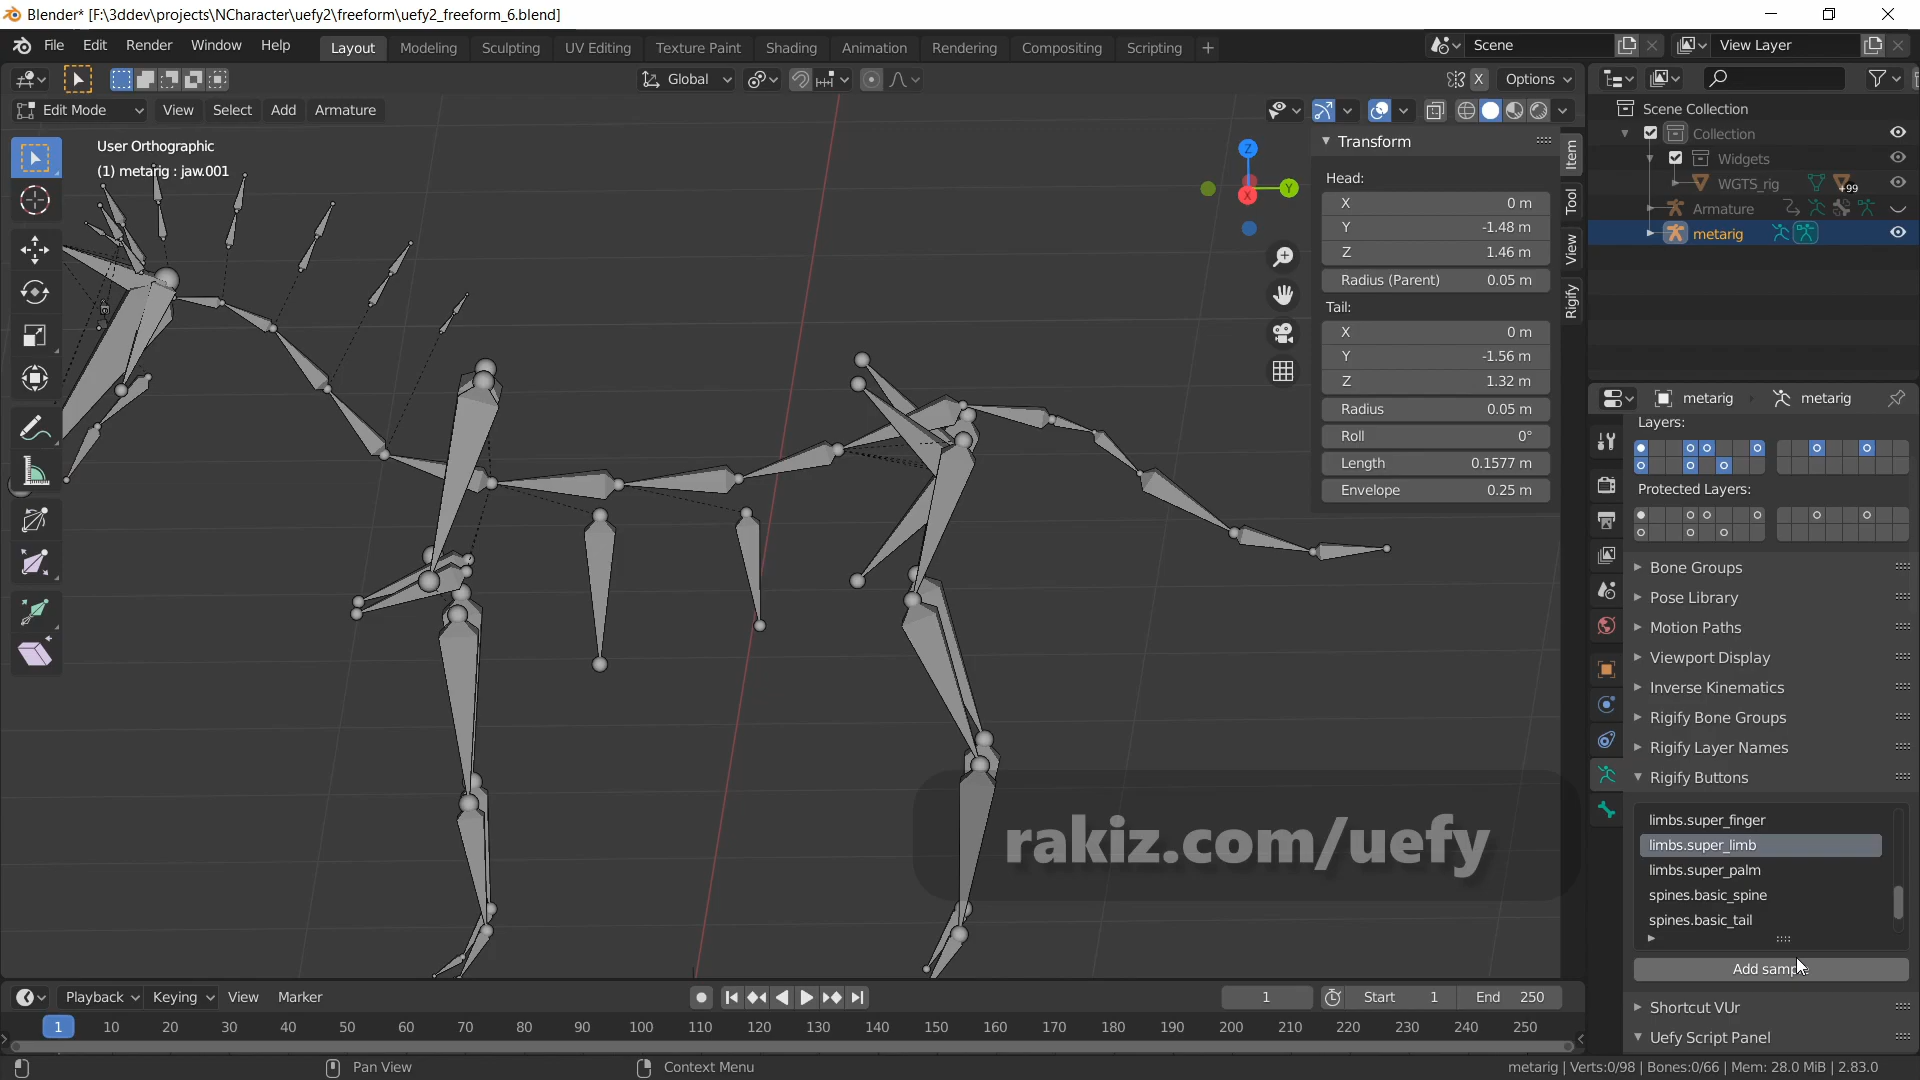 Blender* [F:\3ddev\projects\NCharacter\uefy2\freeform\uefy2_freeform_6.blend]
File Edit Render Window Help Layout Modeling Sculpting UV Editing Texture Paint Shading Animation Rendering Compositing Scripting + Scene View Layer
Global X Options
Edit Mode View Select Add Armature
User Orthographic
(1) metarig : jaw.001
Z
Y
X
Transform
Head:
X 0 m
Y -1.48 m
Z 1.46 m
Radius (Parent) 0.05 m
Tail:
X 0 m
Y -1.56 m
Z 1.32 m
Radius 0.05 m
Roll 0°
Length 0.1577 m
Envelope 0.25 m
Item
Tool
View
Rigify
Scene Collection
Collection
Widgets
WGTS_rig +99
Armature
metarig
metarig metarig
Layers:
Protected Layers:
Bone Groups
Pose Library
Motion Paths
Viewport Display
Inverse Kinematics
Rigify Bone Groups
Rigify Layer Names
Rigify Buttons
limbs.super_finger
limbs.super_limb
limbs.super_palm
spines.basic_spine
spines.basic_tail
Shortcut VUr
Uefy Script Panel
rakiz.com/uefy
Playback Keying View Marker 1 Start 1 End 250
1 10 20 30 40 50 60 70 80 90 100 110 120 130 140 150 160 170 180 190 200 210 220 230 240 250
Pan View Context Menu metarig | Verts:0/98 | Bones:0/66 | Mem: 28.0 MiB | 2.83.0